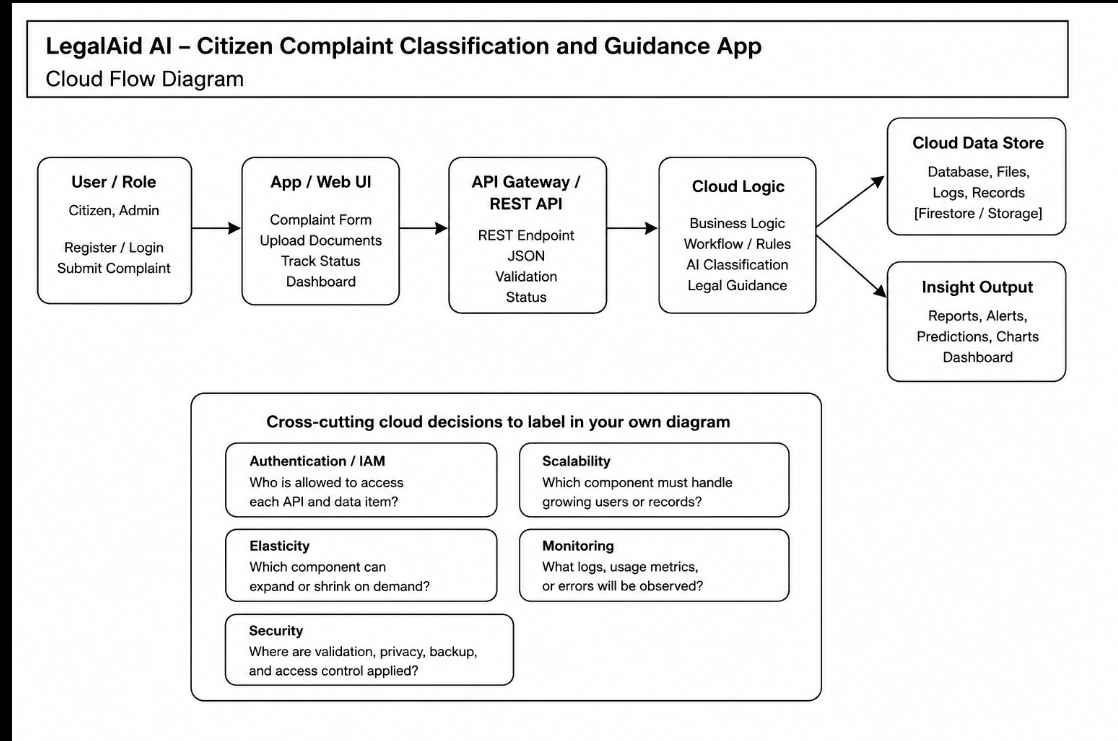 LegalAid AI – Citizen Complaint Classification and Guidance App
Cloud Flow Diagram
User / Role
Citizen, Admin
Register / Login
Submit Complaint
App / Web UI
Complaint Form
Upload Documents
Track Status
Dashboard
API Gateway /
REST API
REST Endpoint
JSON
Validation
Status
Cloud Logic
Business Logic
Workflow / Rules
AI Classification
Legal Guidance
Cloud Data Store
Database, Files,
Logs, Records
[Firestore / Storage]
Insight Output
Reports, Alerts,
Predictions, Charts
Dashboard
Cross-cutting cloud decisions to label in your own diagram
Authentication / IAM
Who is allowed to access
each API and data item?
Scalability
Which component must handle
growing users or records?
Elasticity
Which component can
expand or shrink on demand?
Monitoring
What logs, usage metrics,
or errors will be observed?
Security
Where are validation, privacy, backup,
and access control applied?